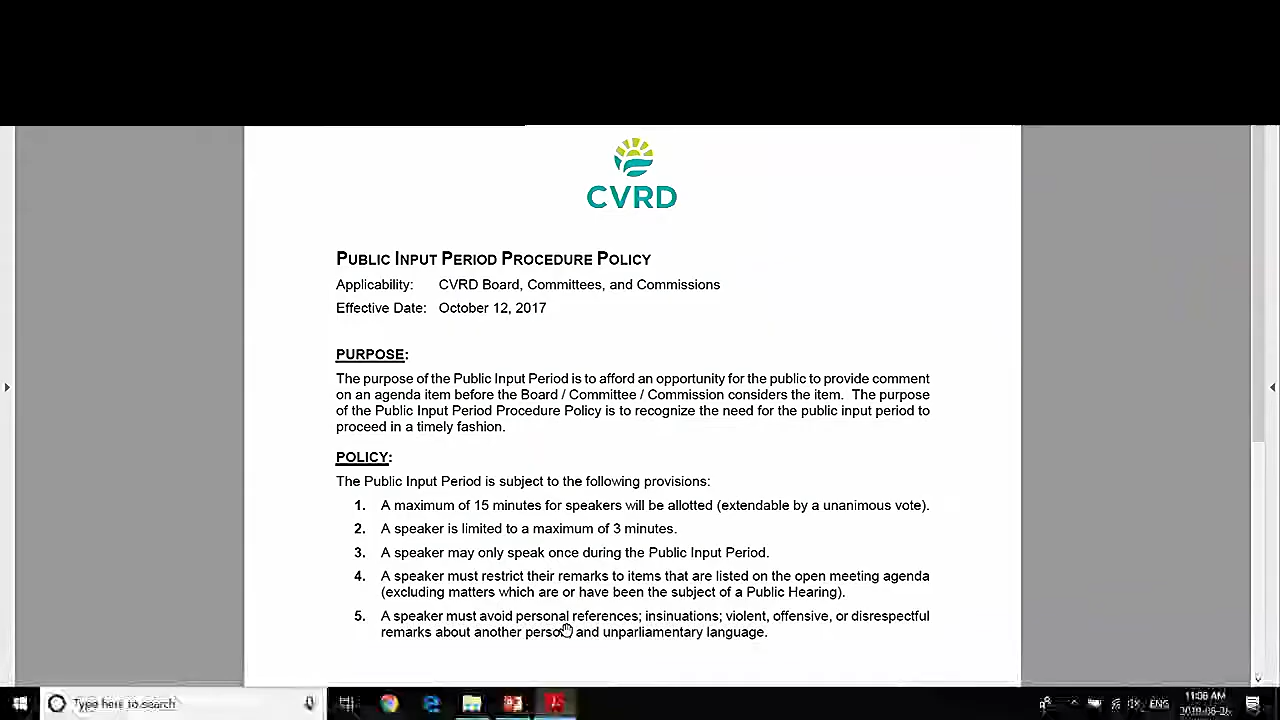 CVRD
PUBLIC INPUT PERIOD PROCEDURE POLICY
Applicability: CVRD Board, Committees, and Commissions
Effective Date: October 12, 2017
PURPOSE:
The purpose of the Public Input Period is to afford an opportunity for the public to provide comment
on an agenda item before the Board / Committee / Commission considers the item. The purpose
of the Public Input Period Procedure Policy is to recognize the need for the public input period to
proceed in a timely fashion.
POLICY:
The Public Input Period is subject to the following provisions:
1. A maximum of 15 minutes for speakers will be allotted (extendable by a unanimous vote).
2. A speaker is limited to a maximum of 3 minutes.
3. A speaker may only speak once during the Public Input Period.
4. A speaker must restrict their remarks to items that are listed on the open meeting agenda
(excluding matters which are or have been the subject of a Public Hearing).
5. A speaker must avoid personal references; insinuations; violent, offensive, or disrespectful
remarks about another person and unparliamentary language.
Type here to search
ENG
11:06 AM